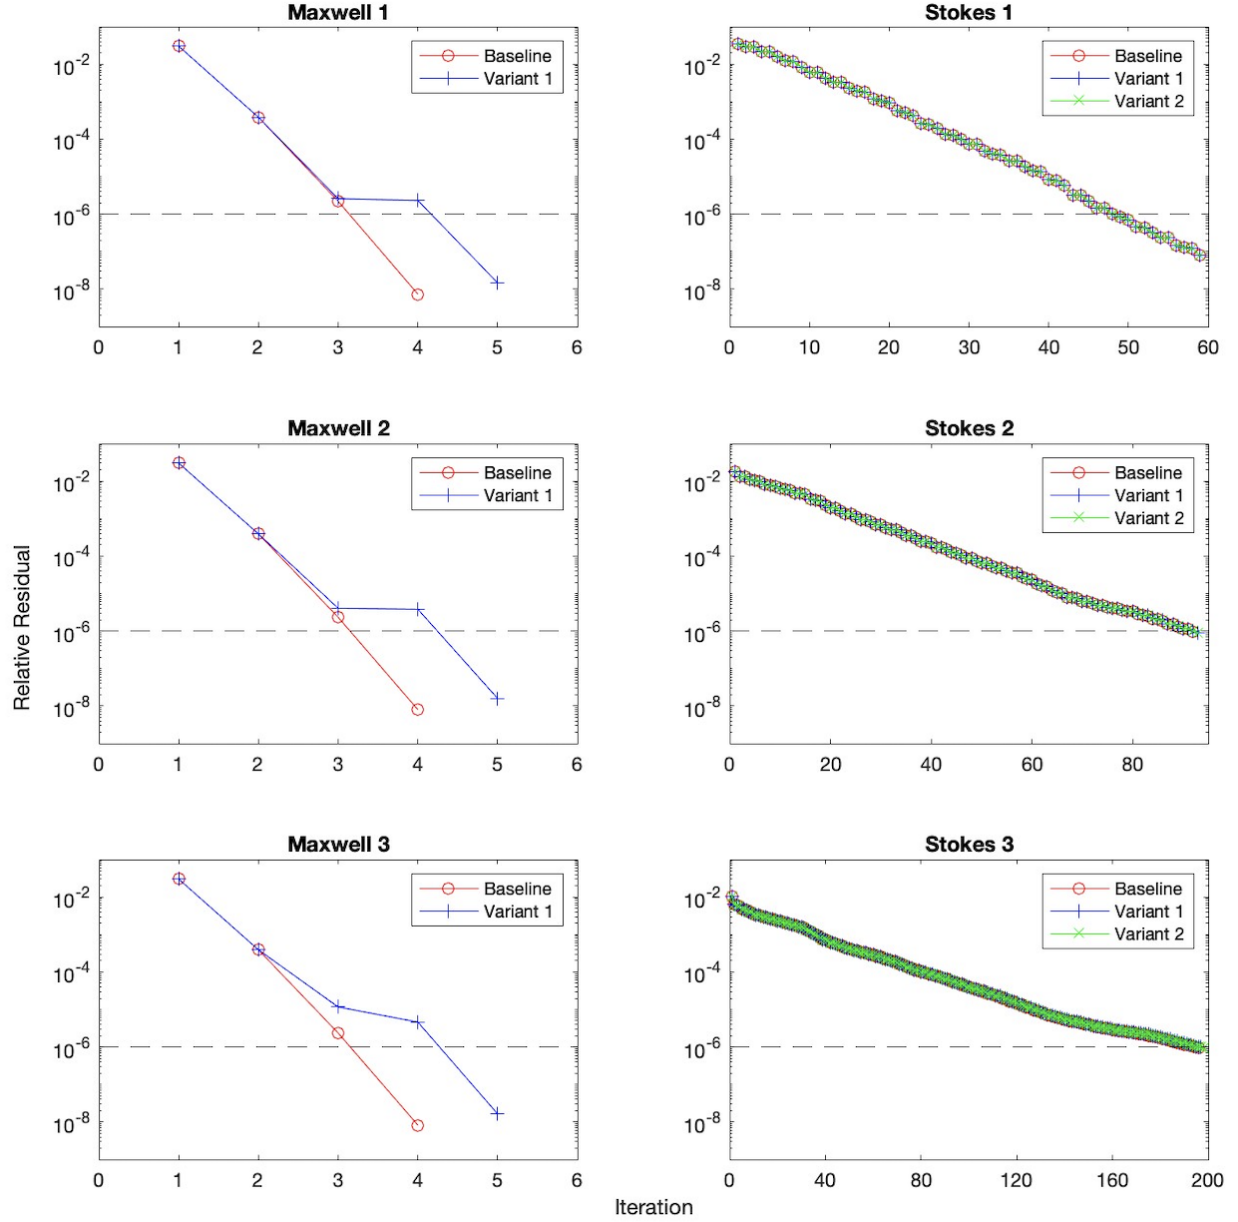 Maxwell 1
Baseline
Variant 1
10-2
10-4
10-6
10-8
0 1 2 3 4 5 6
Stokes 1
Baseline
Variant 1
Variant 2
10-2
10-4
10-6
10-8
0 10 20 30 40 50 60
Maxwell 2
Baseline
Variant 1
10-2
10-4
10-6
10-8
0 1 2 3 4 5 6
Stokes 2
Baseline
Variant 1
Variant 2
10-2
10-4
10-6
10-8
0 20 40 60 80
Relative Residual
Maxwell 3
Baseline
Variant 1
10-2
10-4
10-6
10-8
0 1 2 3 4 5 6
Stokes 3
Baseline
Variant 1
Variant 2
10-2
10-4
10-6
10-8
0 40 80 120 160 200
Iteration